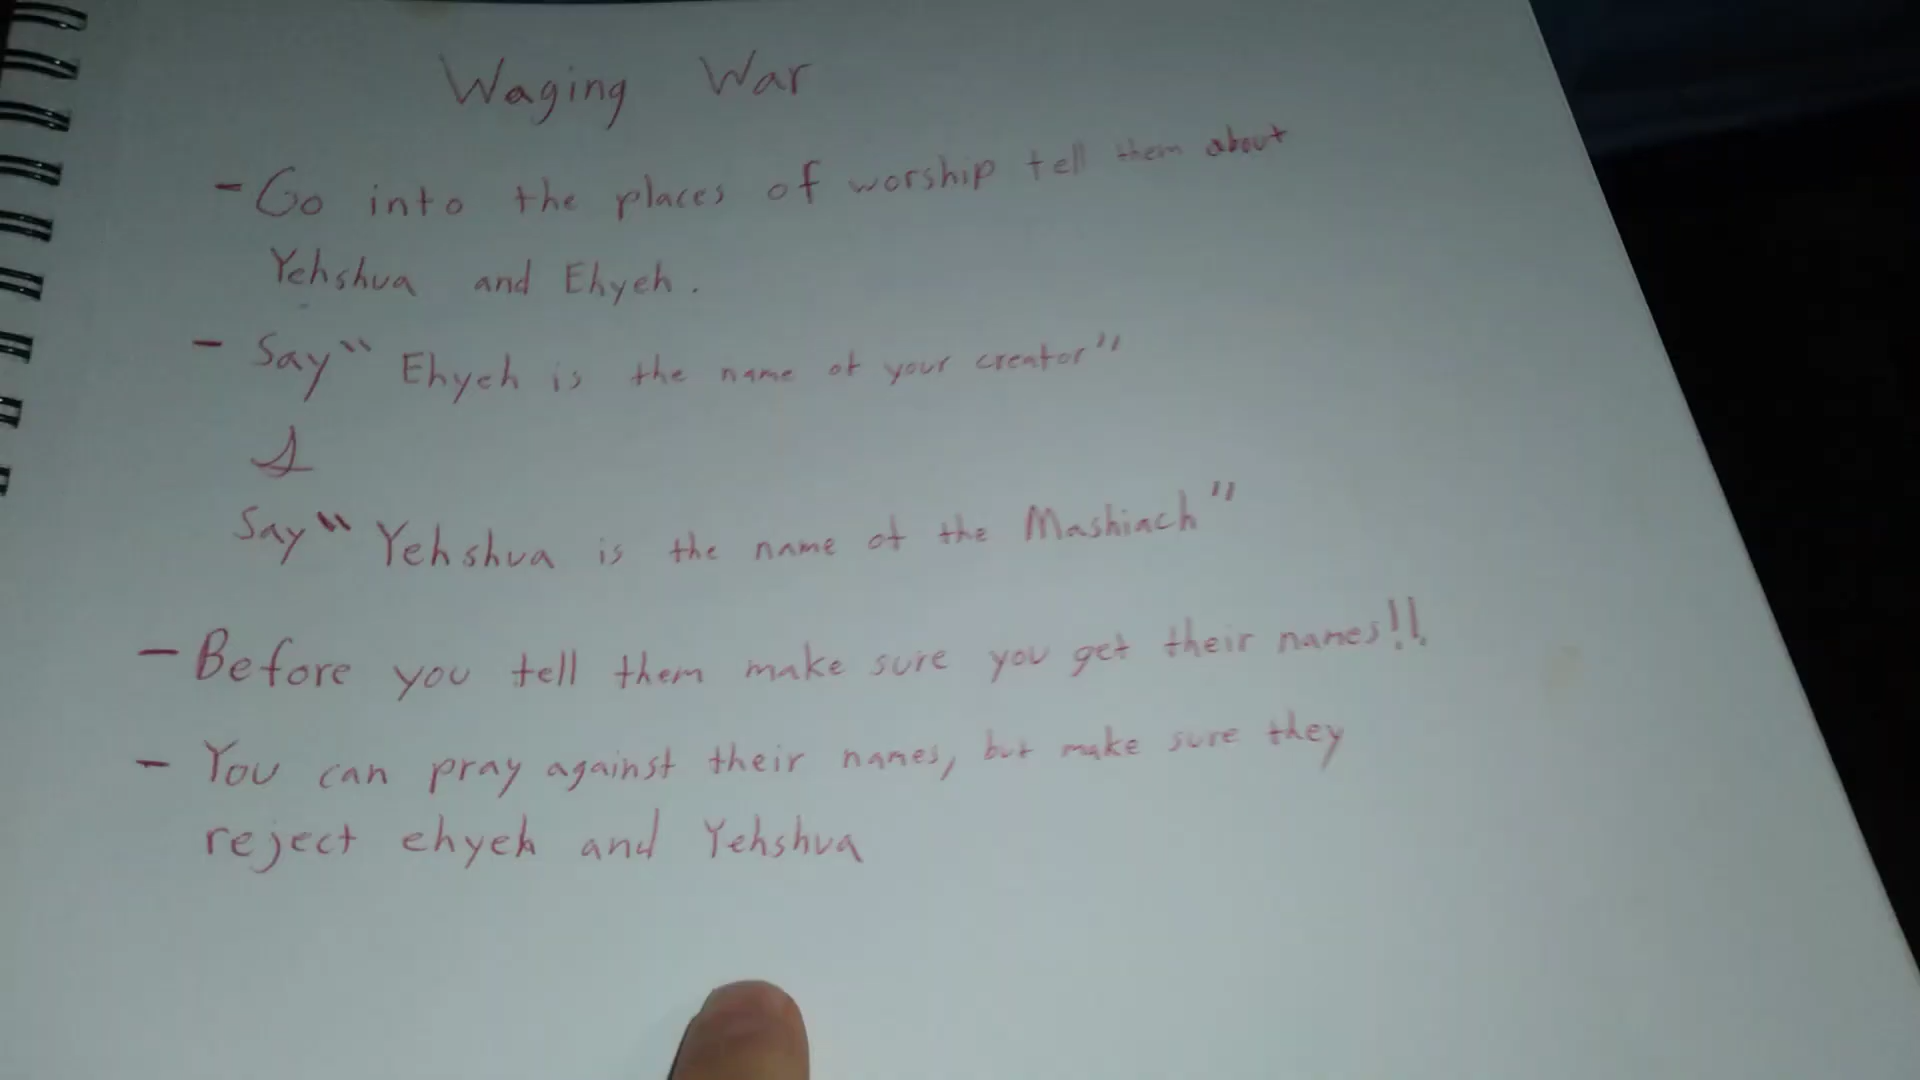 Waging War
- Go into the places of worship tell them about
Yehshua and Ehyeh.
- Say "Ehyeh is the name of your creator"
&
Say "Yehshua is the name of the Mashiach"
- Before you tell them make sure you get their names!!
- You can pray against their names, but make sure they
reject ehyeh and Yehshua